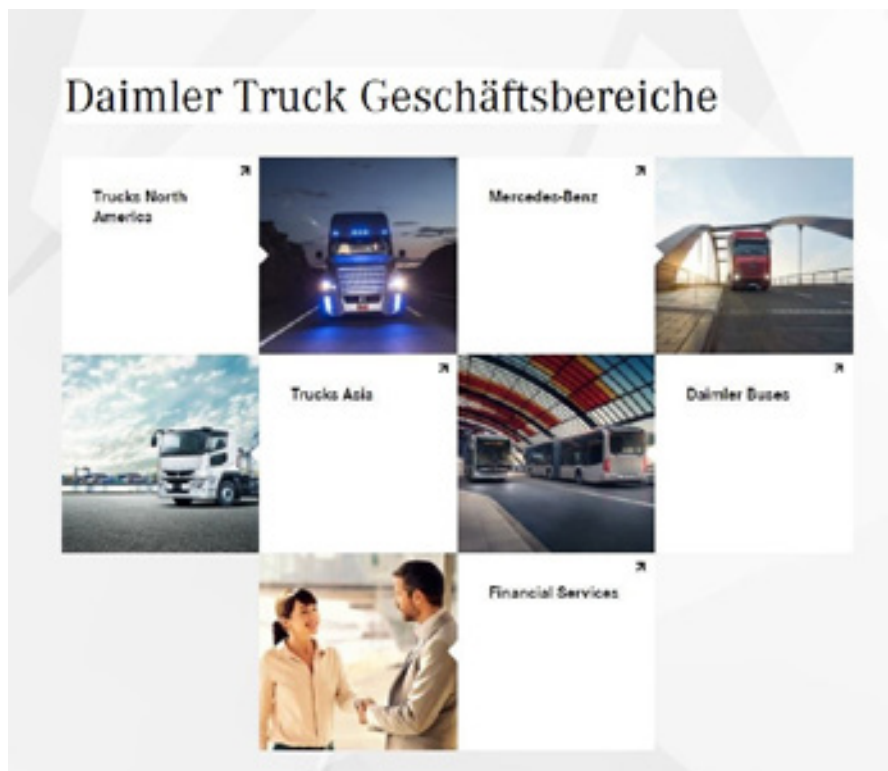 Daimler Truck Geschäftsbereiche
Trucks North
America
Mercedes-Benz
Trucks Asia
Daimler Buses
Financial Services